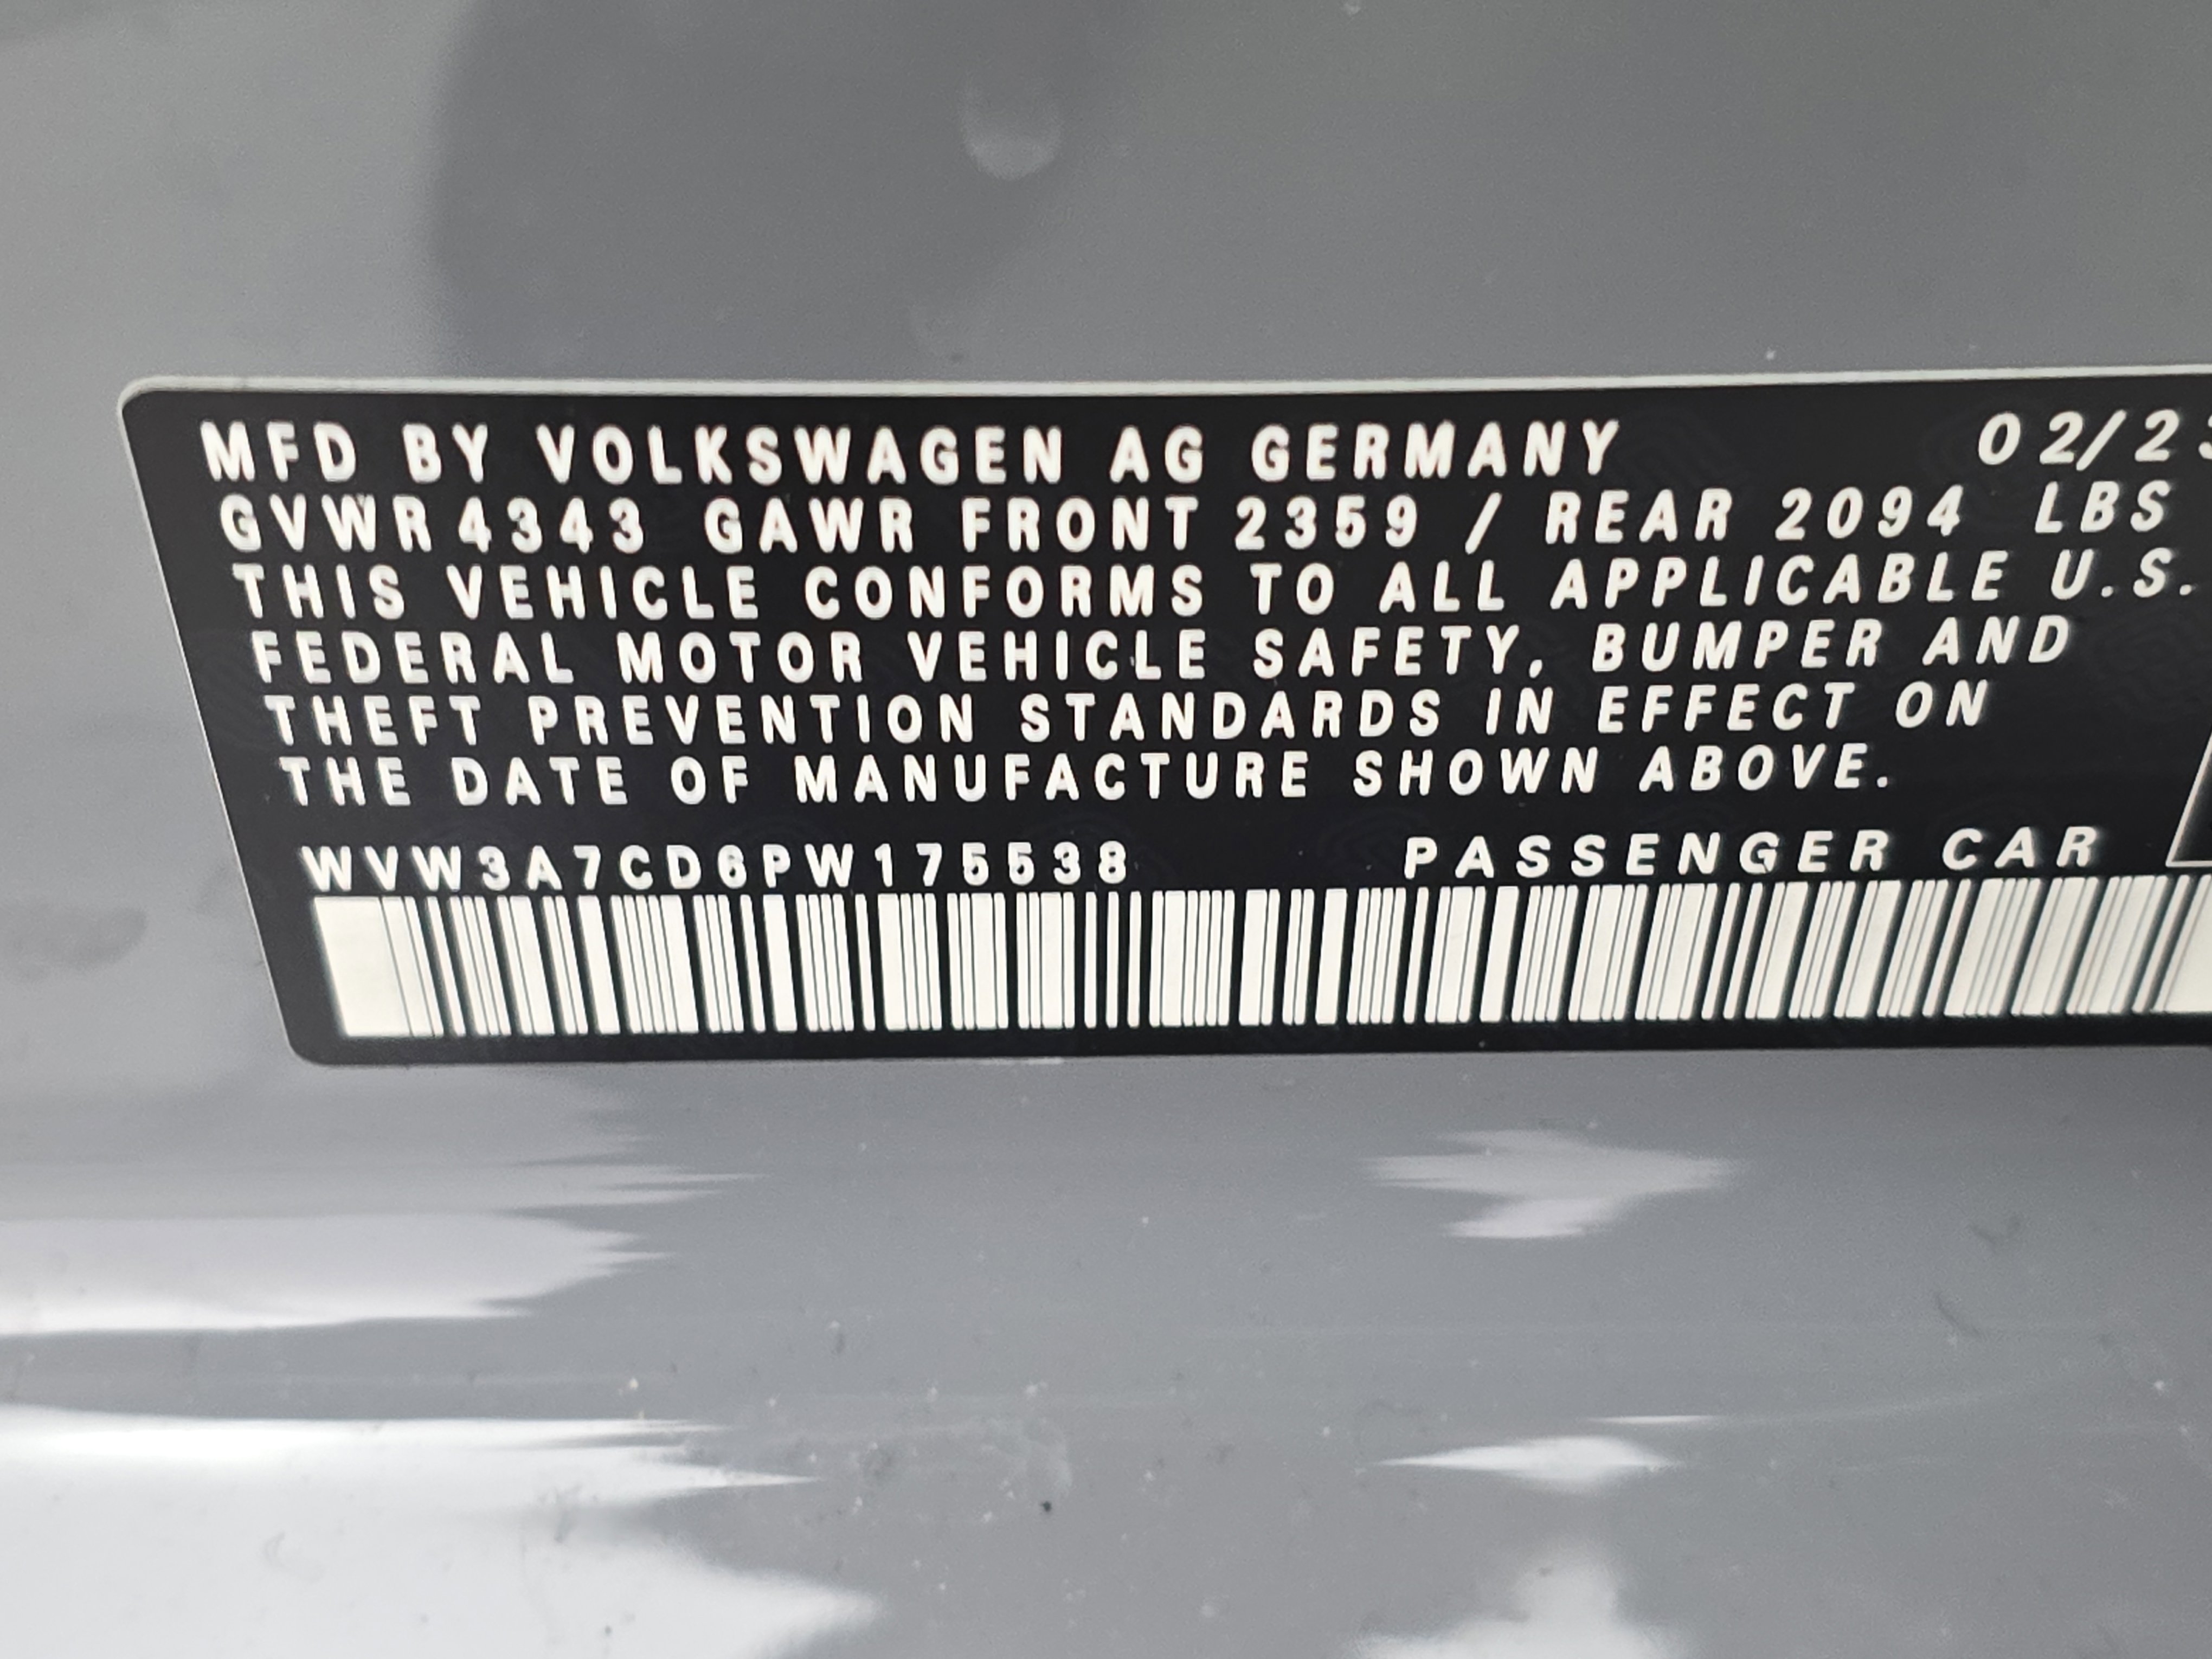 MFD BY VOLKSWAGEN AG GERMANY 02/23
GVWR 4343 GAWR FRONT 2359 / REAR 2094 LBS
THIS VEHICLE CONFORMS TO ALL APPLICABLE U.S.
FEDERAL MOTOR VEHICLE SAFETY, BUMPER AND
THEFT PREVENTION STANDARDS IN EFFECT ON
THE DATE OF MANUFACTURE SHOWN ABOVE.
WVW3A7CD6PW175538 PASSENGER CAR